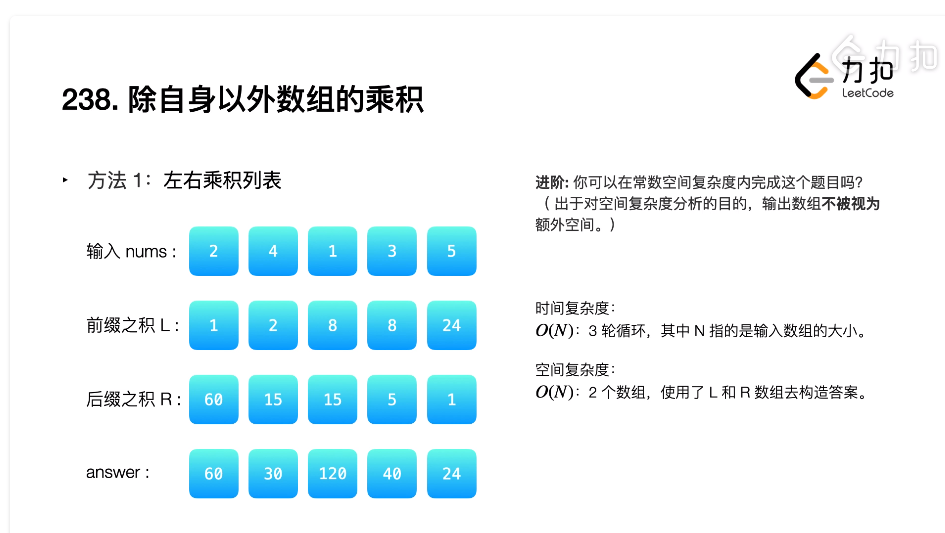 力扣
力扣
LeetCode
238. 除自身以外数组的乘积
‣ 方法 1：左右乘积列表
输入 nums : 2 4 1 3 5
前缀之积 L : 1 2 8 8 24
后缀之积 R : 60 15 15 5 1
answer : 60 30 120 40 24
进阶: 你可以在常数空间复杂度内完成这个题目吗？
（ 出于对空间复杂度分析的目的，输出数组不被视为
额外空间。）
时间复杂度：
O(N)：3 轮循环，其中 N 指的是输入数组的大小。
空间复杂度：
O(N)：2 个数组，使用了 L 和 R 数组去构造答案。